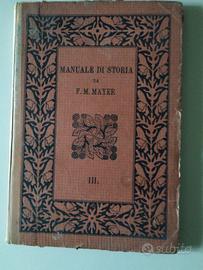 MANUALE DI STORIA
DI
F. M. MAYER
III.
subito